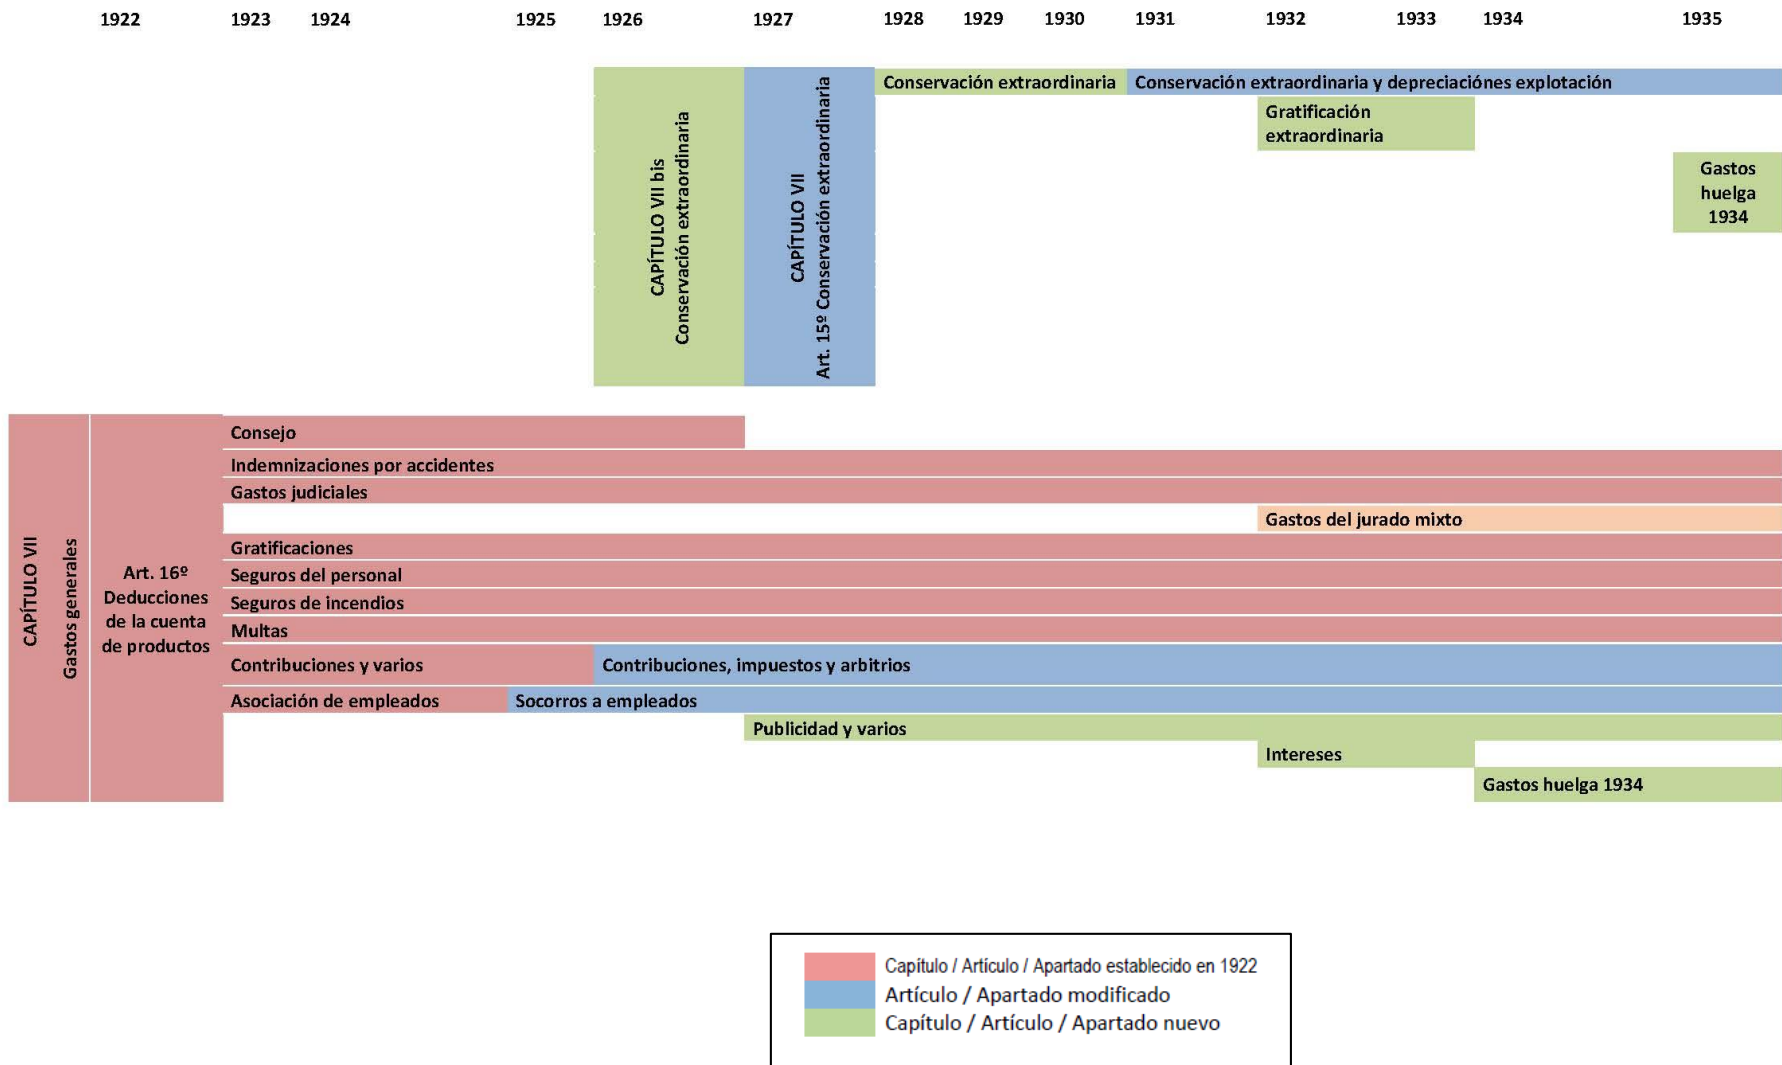 1922 1923 1924 1925 1926 1927 1928 1929 1930 1931 1932 1933 1934 1935
CAPÍTULO VII bis
Conservación extraordinaria
CAPÍTULO VII
Art. 15º Conservación extraordinaria
Conservación extraordinaria
Conservación extraordinaria y depreciaciónes explotación
Gratificación
extraordinaria
Gastos
huelga
1934
CAPÍTULO VII
Gastos generales
Art. 16º
Deducciones
de la cuenta
de productos
Consejo
Indemnizaciones por accidentes
Gastos judiciales
Gastos del jurado mixto
Gratificaciones
Seguros del personal
Seguros de incendios
Multas
Contribuciones y varios
Contribuciones, impuestos y arbitrios
Asociación de empleados
Socorros a empleados
Publicidad y varios
Intereses
Gastos huelga 1934
Capítulo / Artículo / Apartado establecido en 1922
Artículo / Apartado modificado
Capítulo / Artículo / Apartado nuevo